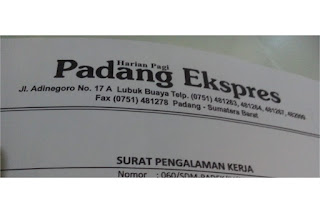 Harian Pagi
Padang Ekspres
Jl. Adinegoro No. 17 A Lubuk Buaya Telp. (0751) 481263, 481264, 481267,
Fax (0751) 481278 Padang - Sumatera Barat
SURAT PENGALAMAN KERJA
Nomor :